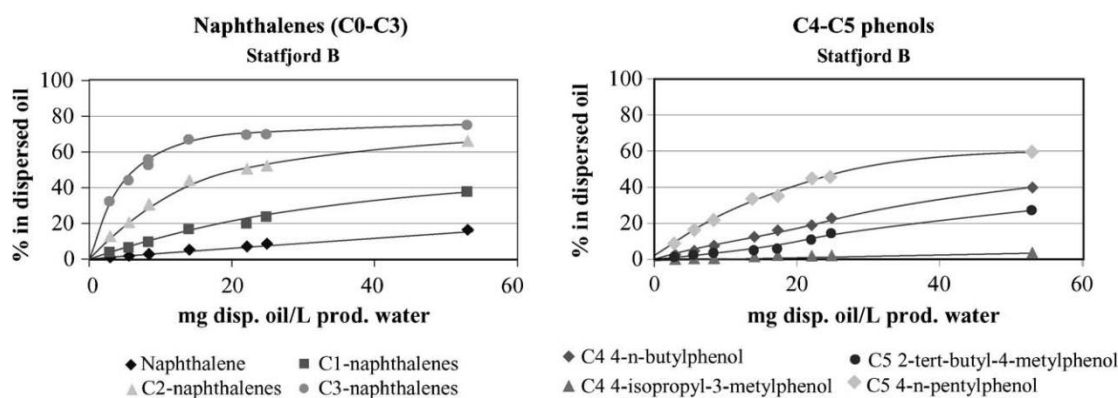 Naphthalenes (C0-C3)
Statfjord B
% in dispersed oil
100
80
60
40
20
0
0
20
40
60
mg disp. oil/L prod. water
Naphthalene
C1-naphthalenes
C2-naphthalenes
C3-naphthalenes
C4-C5 phenols
Statfjord B
% in dispersed oil
100
80
60
40
20
0
0
20
40
60
mg disp. oil/L prod. water
C4 4-n-butylphenol
C5 2-tert-butyl-4-metylphenol
C4 4-isopropyl-3-metylphenol
C5 4-n-pentylphenol